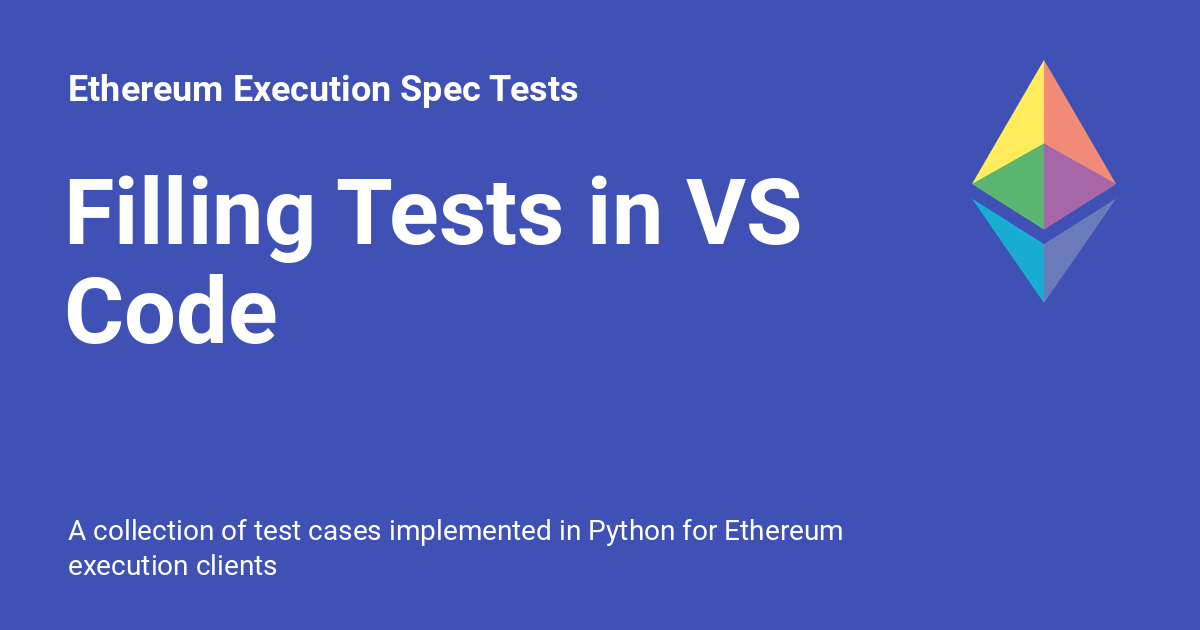 Ethereum Execution Spec Tests
Filling Tests in VS
Code
A collection of test cases implemented in Python for Ethereum
execution clients